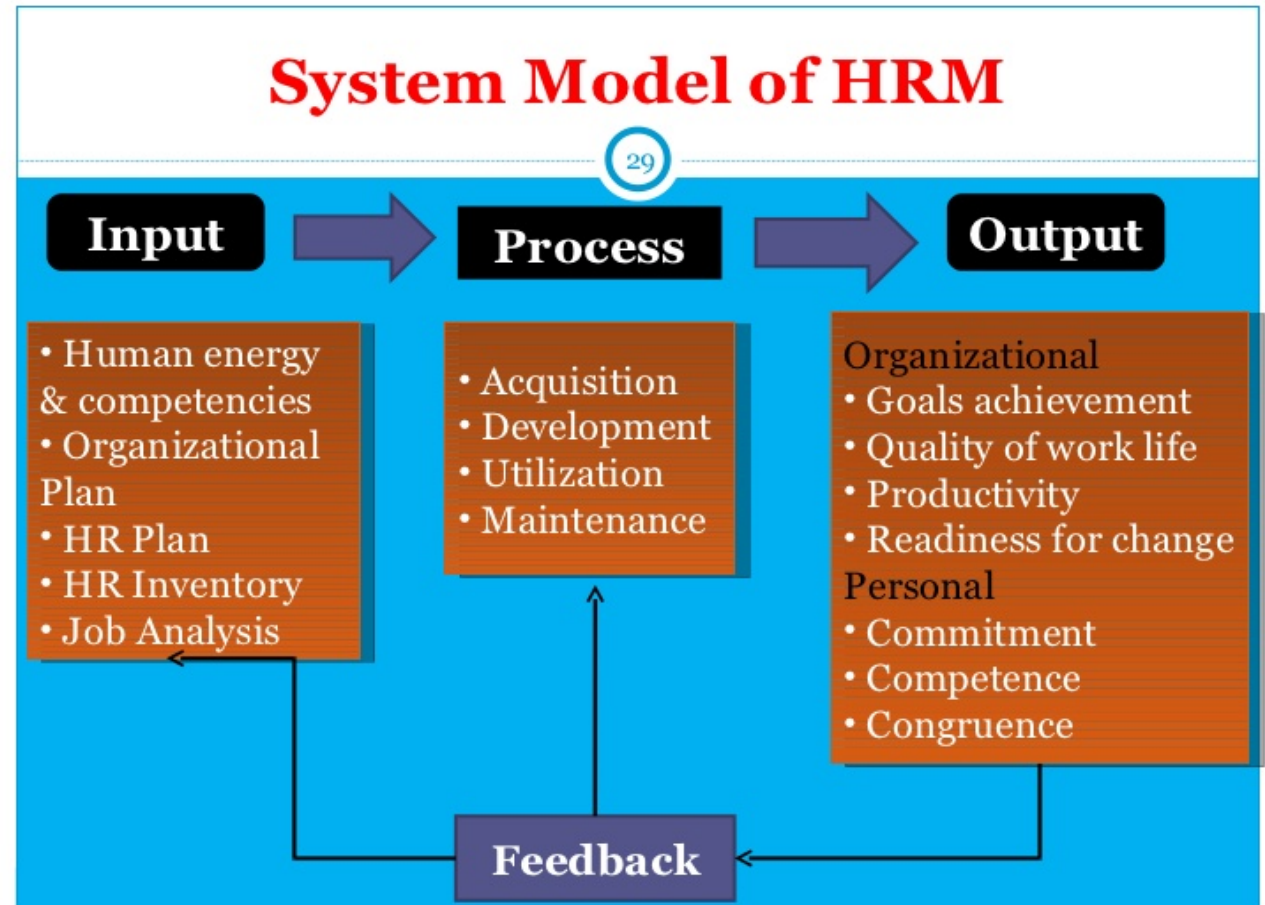 System Model of HRM
29
Input
Process
Output
• Human energy
& competencies
• Organizational
Plan
• HR Plan
• HR Inventory
• Job Analysis
• Acquisition
• Development
• Utilization
• Maintenance
Organizational
• Goals achievement
• Quality of work life
• Productivity
• Readiness for change
Personal
• Commitment
• Competence
• Congruence
Feedback